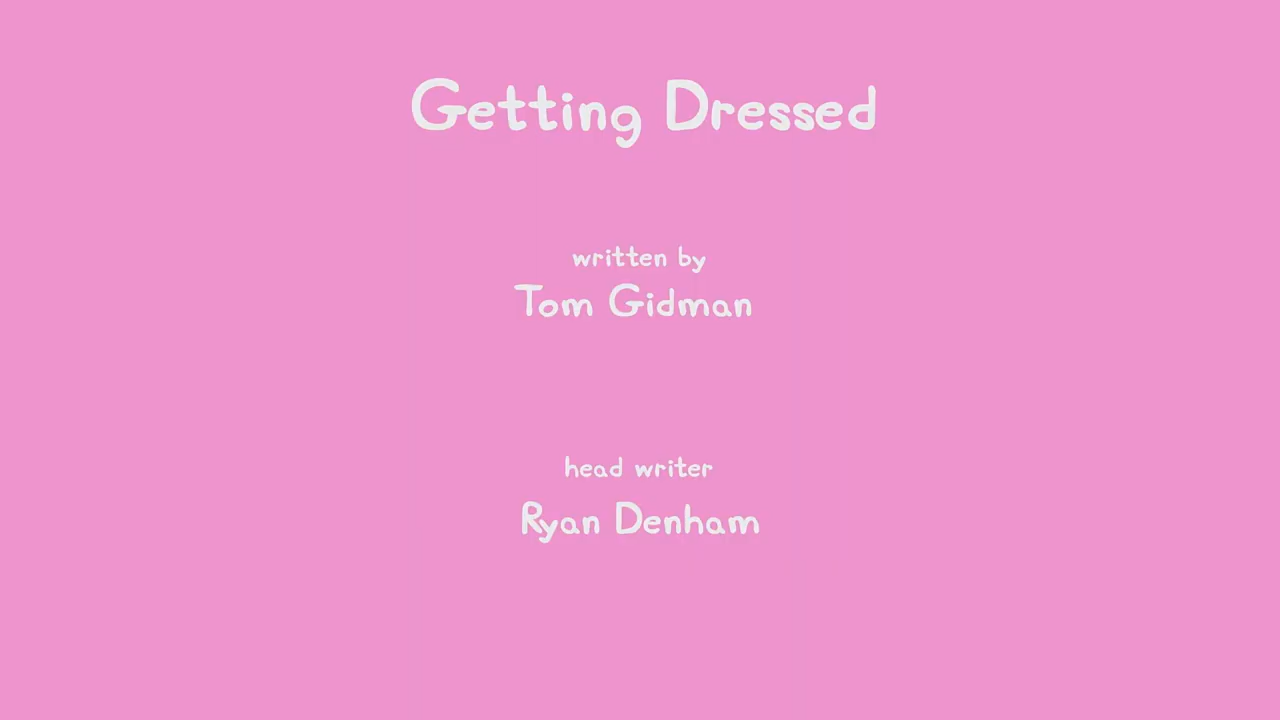 Getting Dressed
written by
Tom Gidman
head writer
Ryan Denham